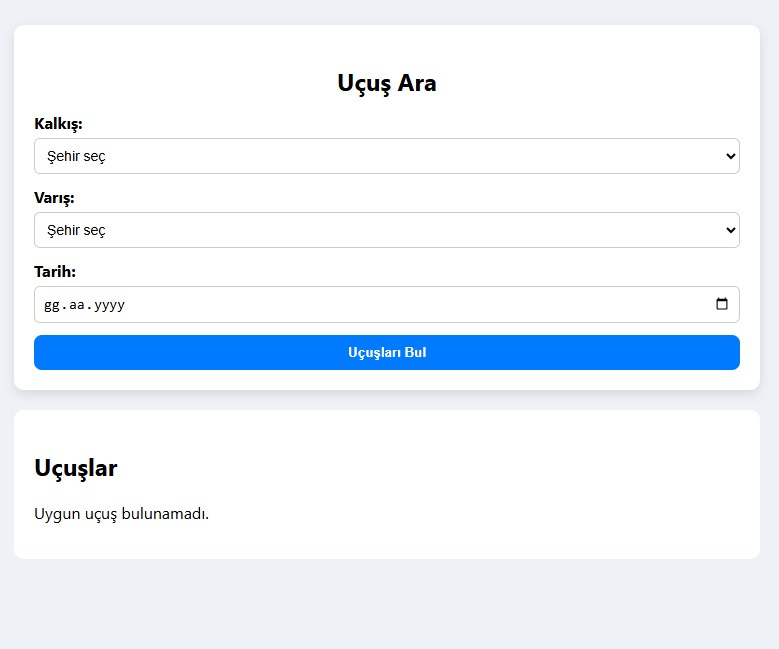 Uçuş Ara
Kalkış:
Şehir seç
Varış:
Şehir seç
Tarih:
gg.aa.yyyy
Uçuşları Bul
Uçuşlar
Uygun uçuş bulunamadı.